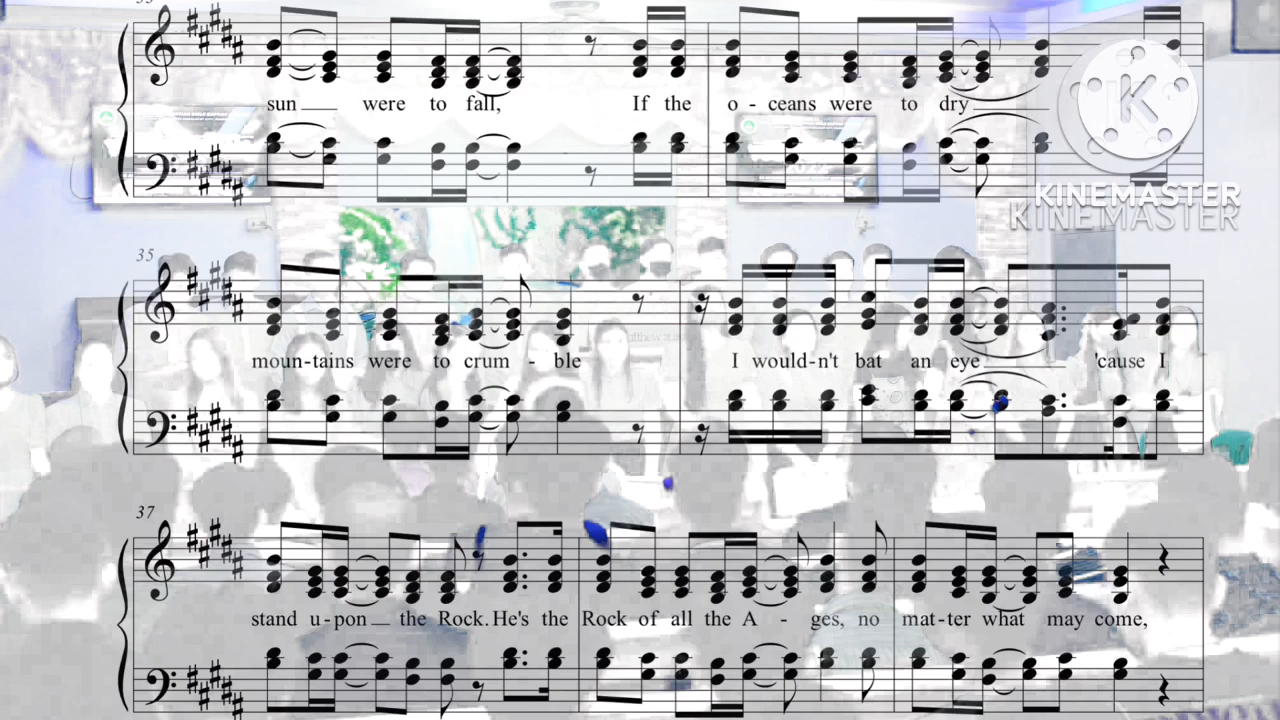 sun were to fall, If the o - ceans were to dry
K
KINEMASTER
KINEMASTER
35
moun-tains were to crum - ble I would-n't bat an eye 'cause I
37
stand u-pon the Rock. He's the Rock of all the A - ges, no mat-ter what may come,